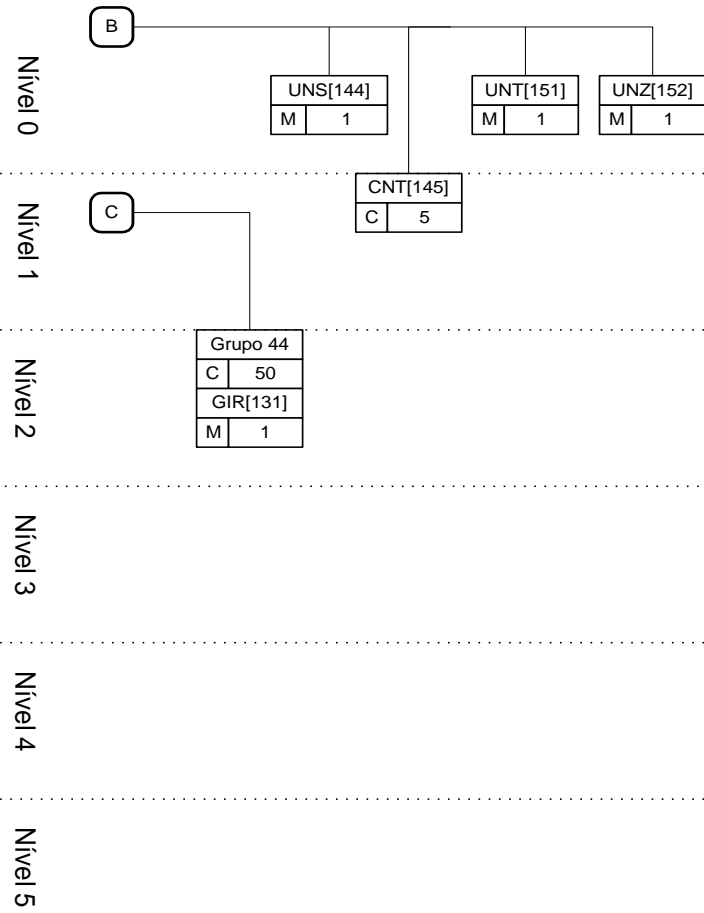 B
Nível 0
UNS[144]
M 1
UNT[151]
M 1
UNZ[152]
M 1
CNT[145]
C 5
Nível 1
C
Grupo 44
C 50
GIR[131]
M 1
Nível 2
Nível 3
Nível 4
Nível 5